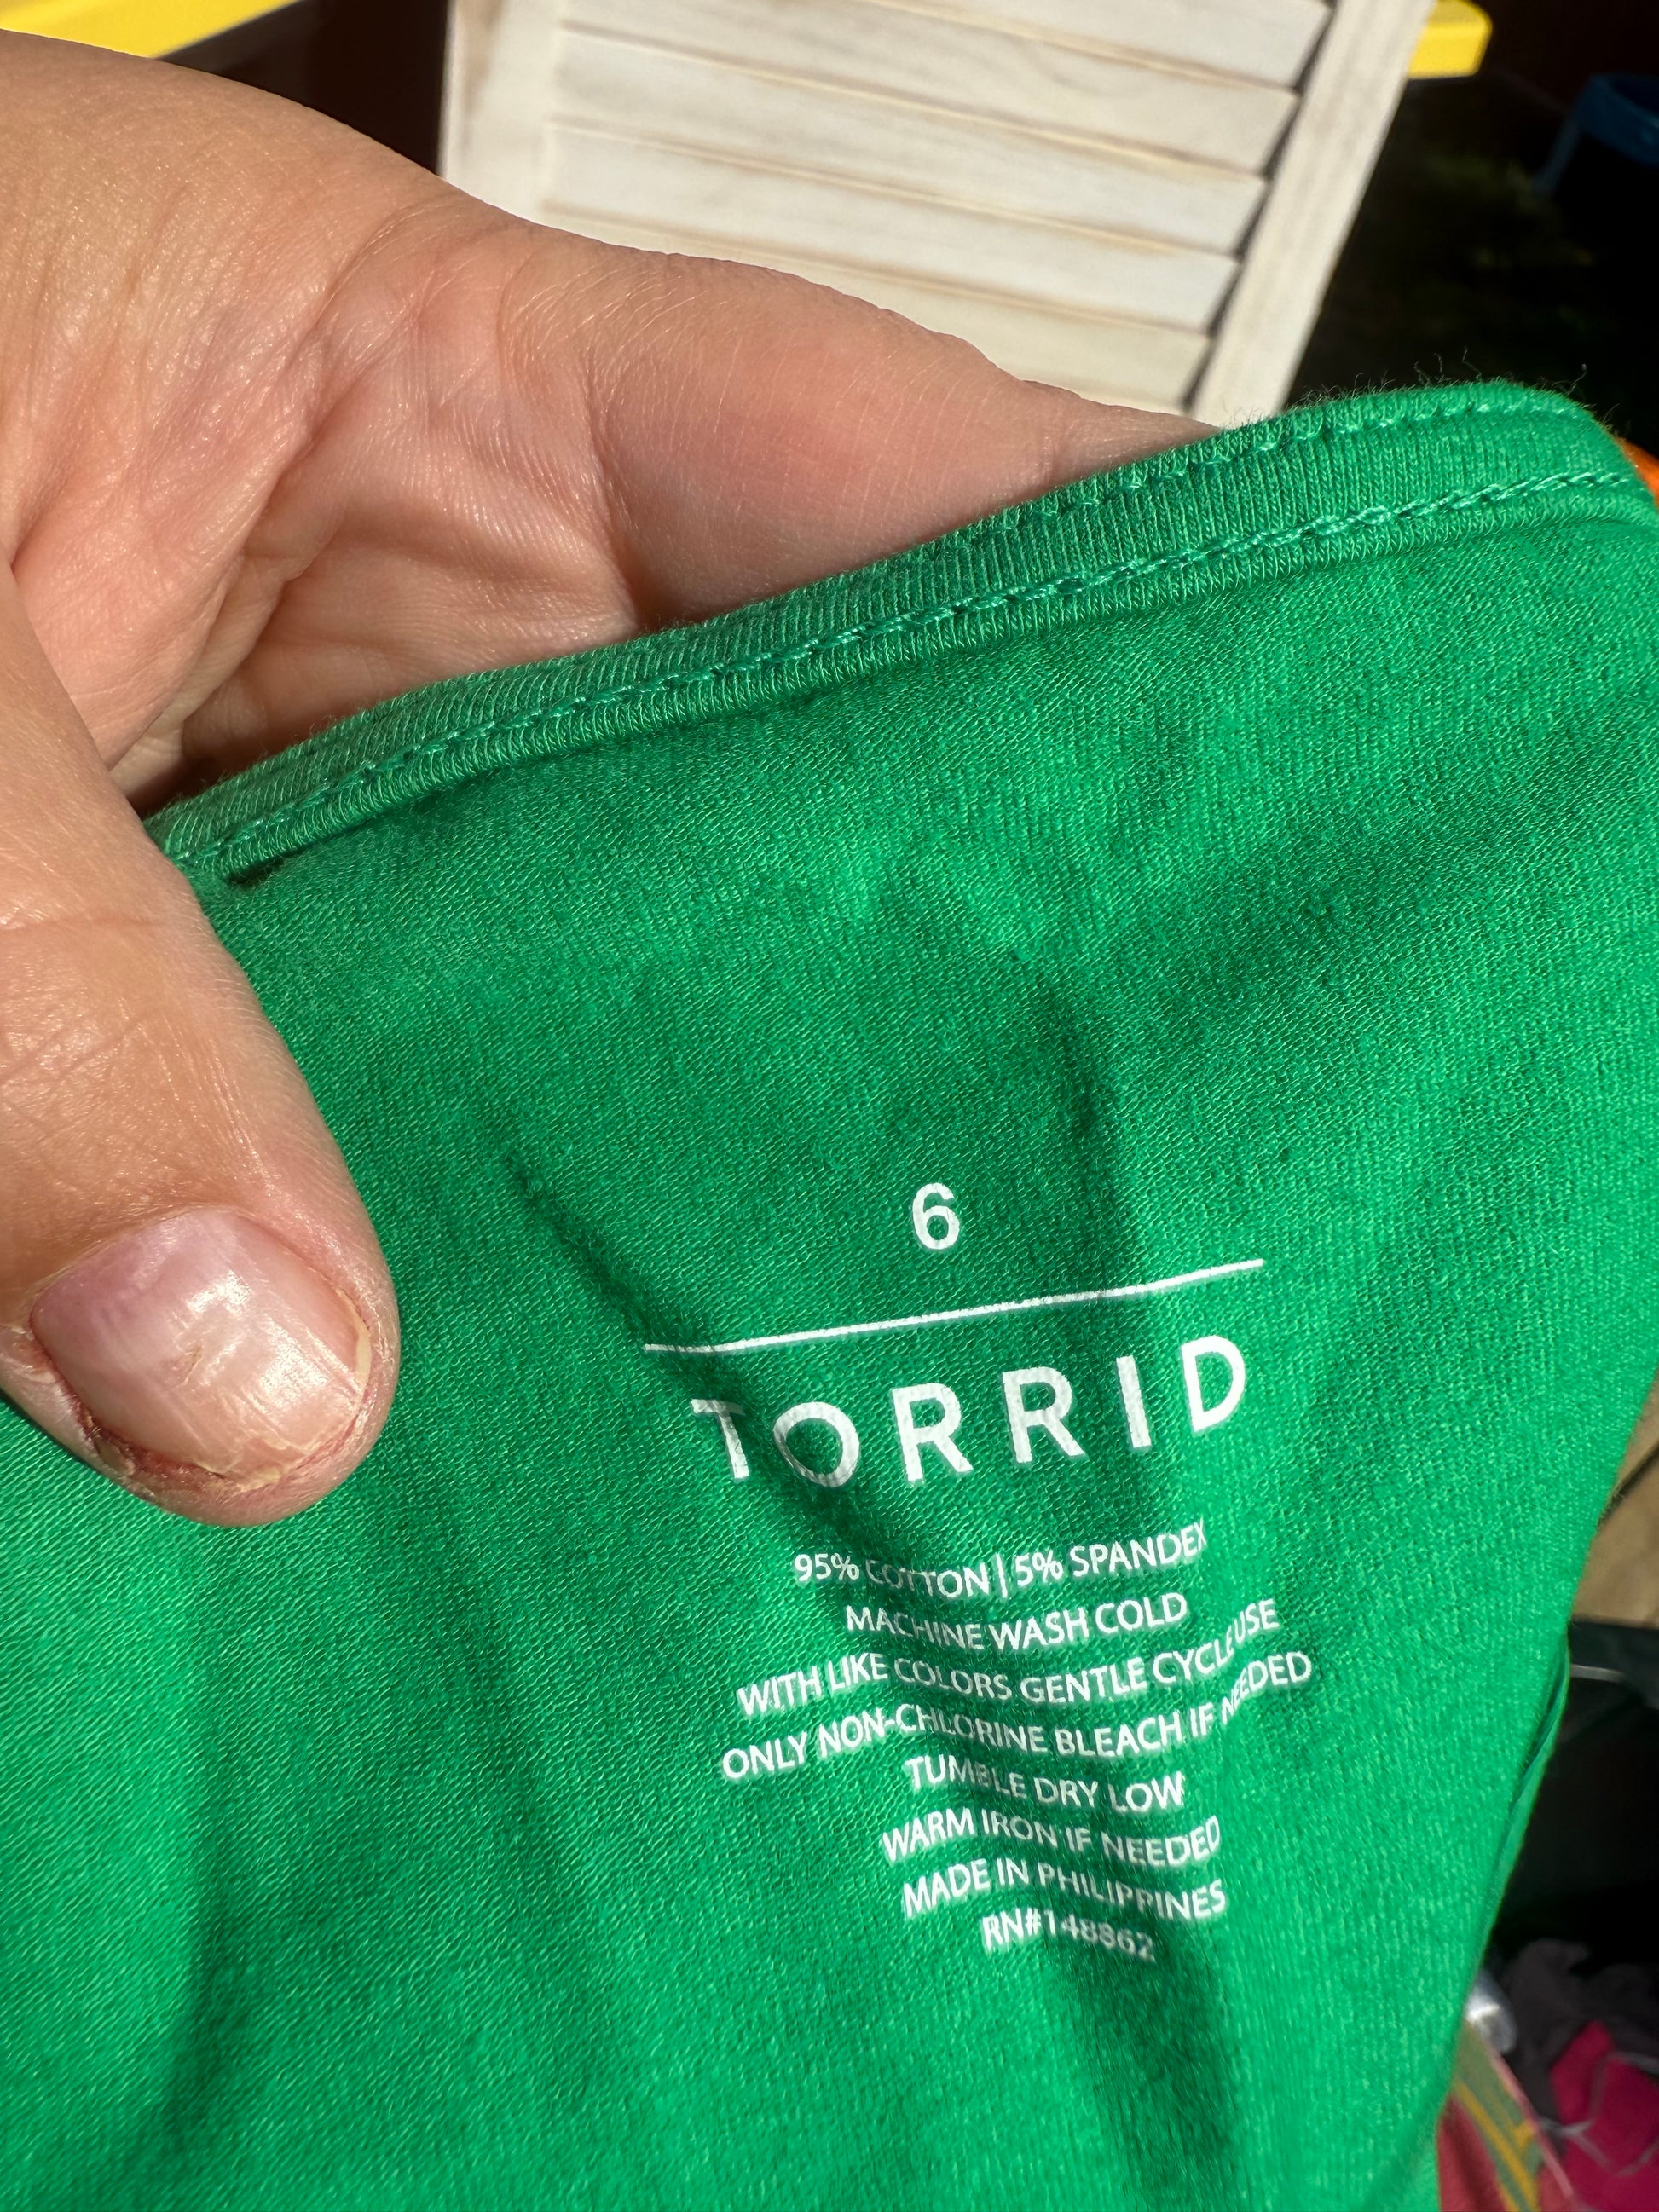 6
TORRID
95% COTTON | 5% SPANDEX
MACHINE WASH COLD
WITH LIKE COLORS GENTLE CYCLE USE
ONLY NON-CHLORINE BLEACH IF NEEDED
TUMBLE DRY LOW
WARM IRON IF NEEDED
MADE IN PHILIPPINES
RN#148862